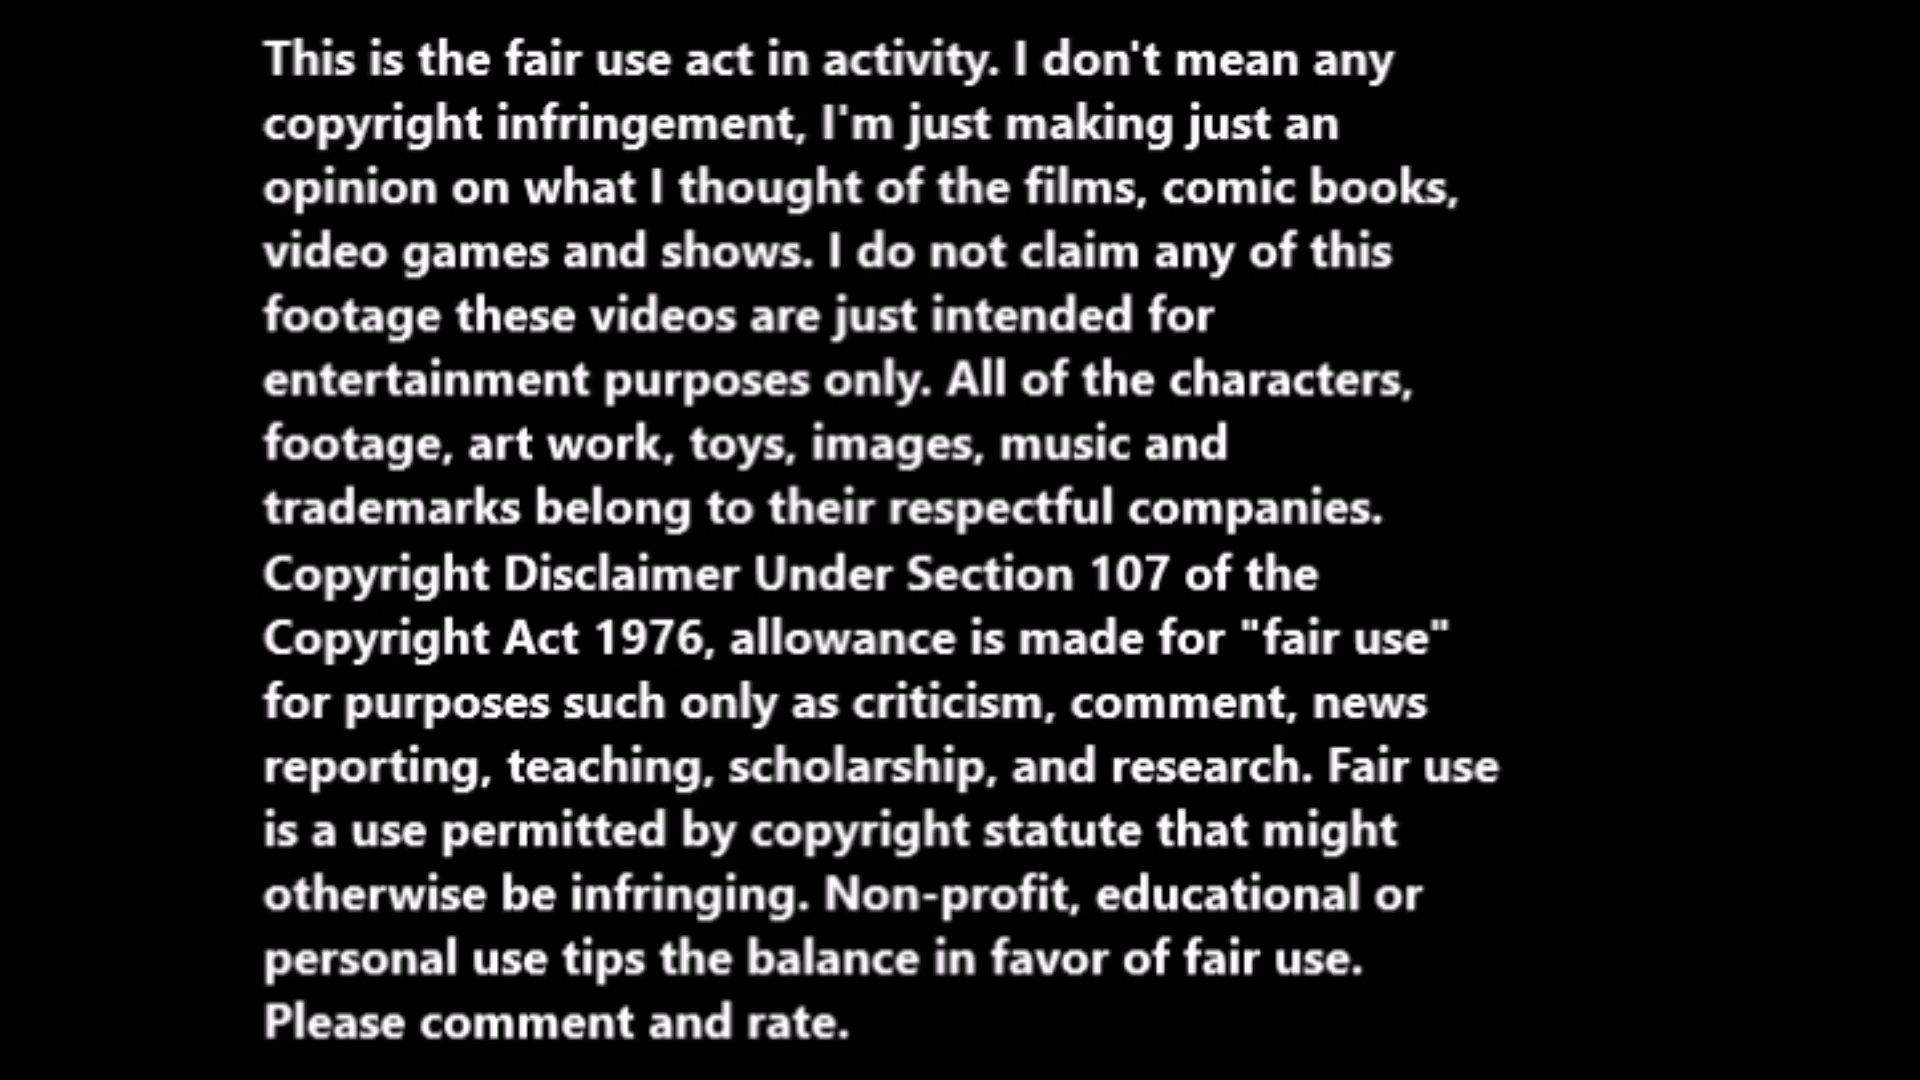 This is the fair use act in activity. I don't mean any
copyright infringement, I'm just making just an
opinion on what I thought of the films, comic books,
video games and shows. I do not claim any of this
footage these videos are just intended for
entertainment purposes only. All of the characters,
footage, art work, toys, images, music and
trademarks belong to their respectful companies.
Copyright Disclaimer Under Section 107 of the
Copyright Act 1976, allowance is made for "fair use"
for purposes such only as criticism, comment, news
reporting, teaching, scholarship, and research. Fair use
is a use permitted by copyright statute that might
otherwise be infringing. Non-profit, educational or
personal use tips the balance in favor of fair use.
Please comment and rate.